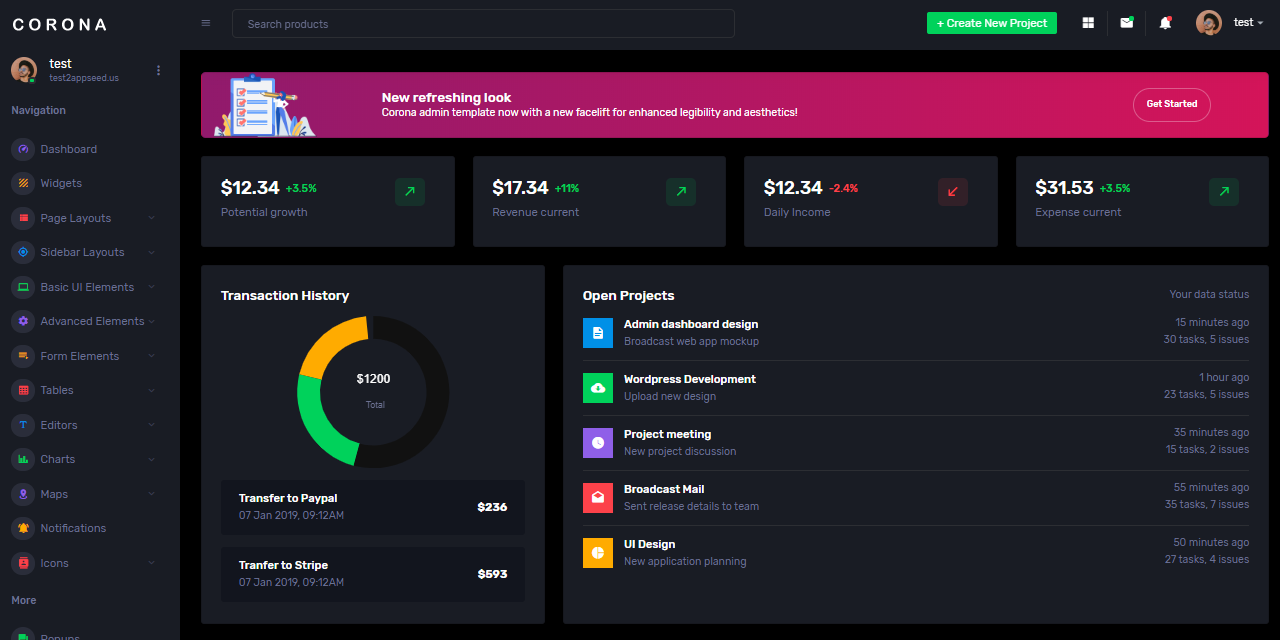 CORONA
Search products
+ Create New Project
test
test
test2appseed.us
Navigation
Dashboard
Widgets
Page Layouts
Sidebar Layouts
Basic UI Elements
Advanced Elements
Form Elements
Tables
Editors
Charts
Maps
Notifications
Icons
More
Popups
New refreshing look
Corona admin template now with a new facelift for enhanced legibility and aesthetics!
Get Started
$12.34 +3.5%
Potential growth
$17.34 +11%
Revenue current
$12.34 -2.4%
Daily Income
$31.53 +3.5%
Expense current
Transaction History
$1200
Total
Transfer to Paypal
07 Jan 2019, 09:12AM
$236
Tranfer to Stripe
07 Jan 2019, 09:12AM
$593
Open Projects
Your data status
Admin dashboard design
Broadcast web app mockup
15 minutes ago
30 tasks, 5 issues
Wordpress Development
Upload new design
1 hour ago
23 tasks, 5 issues
Project meeting
New project discussion
35 minutes ago
15 tasks, 2 issues
Broadcast Mail
Sent release details to team
55 minutes ago
35 tasks, 7 issues
UI Design
New application planning
50 minutes ago
27 tasks, 4 issues